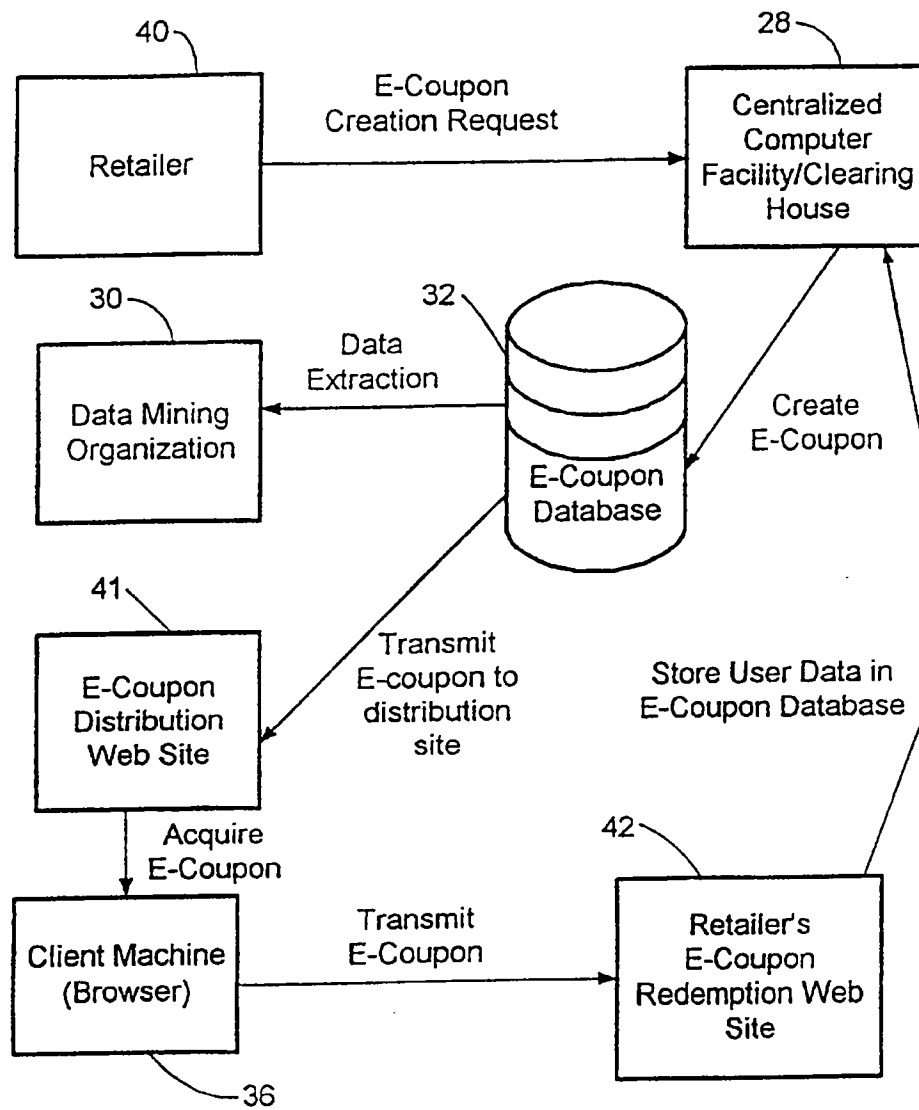 40
28
E-Coupon
Creation Request
Retailer
Centralized
Computer
Facility/Clearing
House
30
32
Data
Extraction
Data Mining
Organization
Create
E-Coupon
E-Coupon
Database
41
Transmit
E-coupon to
distribution
site
E-Coupon
Distribution
Web Site
Store User Data in
E-Coupon Database
Acquire
E-Coupon
42
Client Machine
(Browser)
Transmit
E-Coupon
Retailer's
E-Coupon
Redemption Web
Site
36